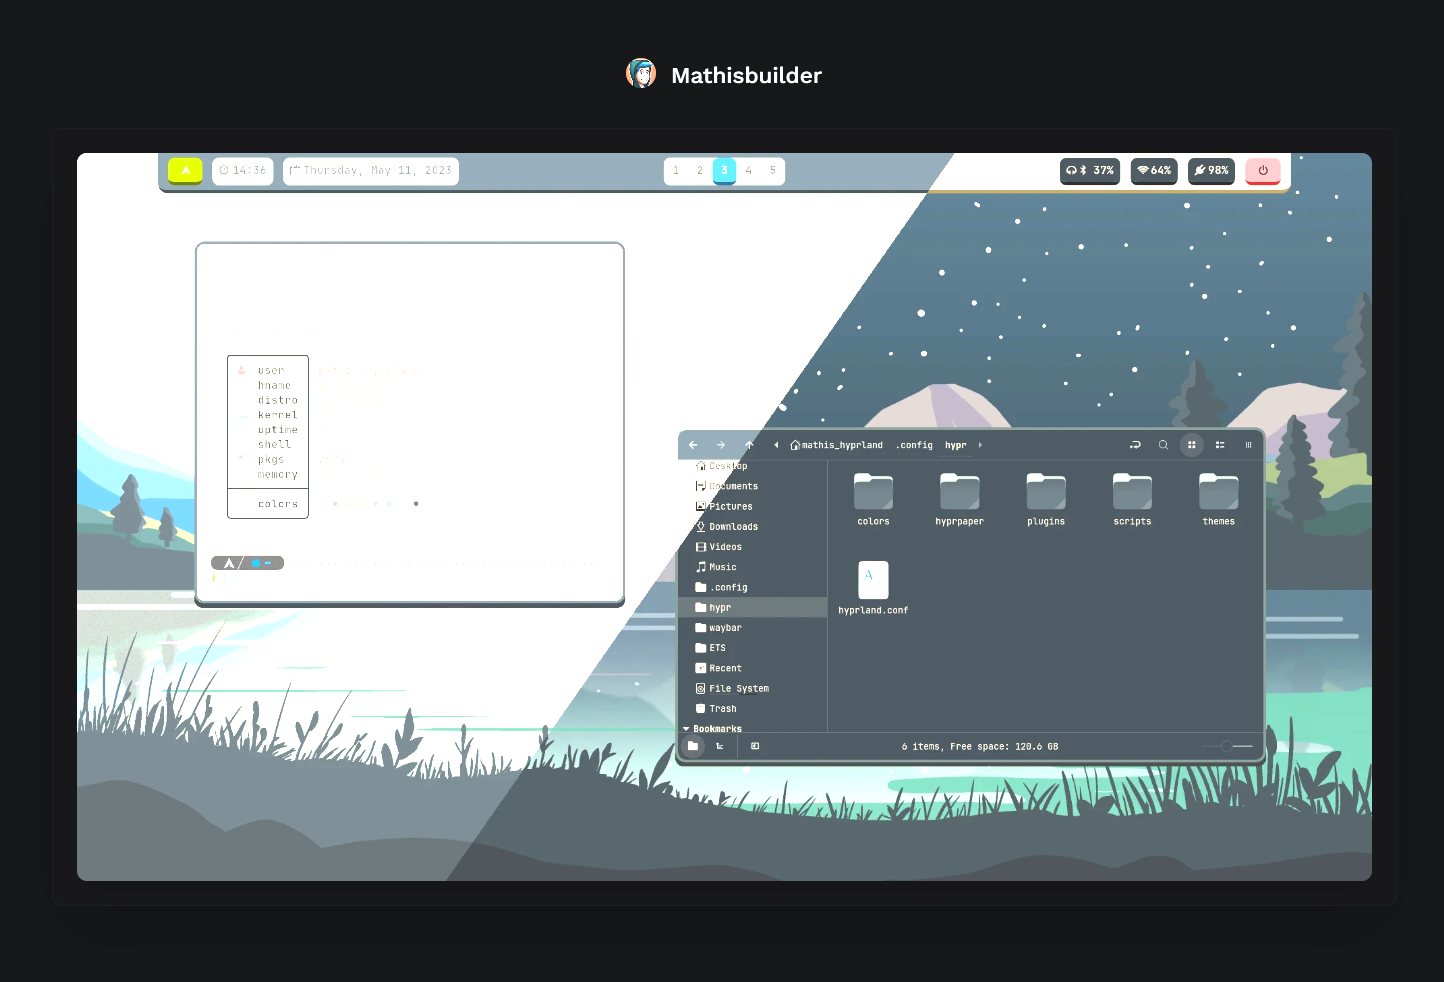 Mathisbuilder
14:36
Thursday, May 11, 2023
1 2 3 4 5
37%
64%
98%
user
hname
distro
kernel
uptime
shell
pkgs
memory
colors
mathis_hyprland .config hypr
Desktop
Documents
Pictures
Downloads
Videos
Music
.config
hypr
waybar
ETS
Recent
File System
Trash
Bookmarks
colors hyprpaper plugins scripts themes
A
hyprland.conf
6 items, Free space: 120.6 GB